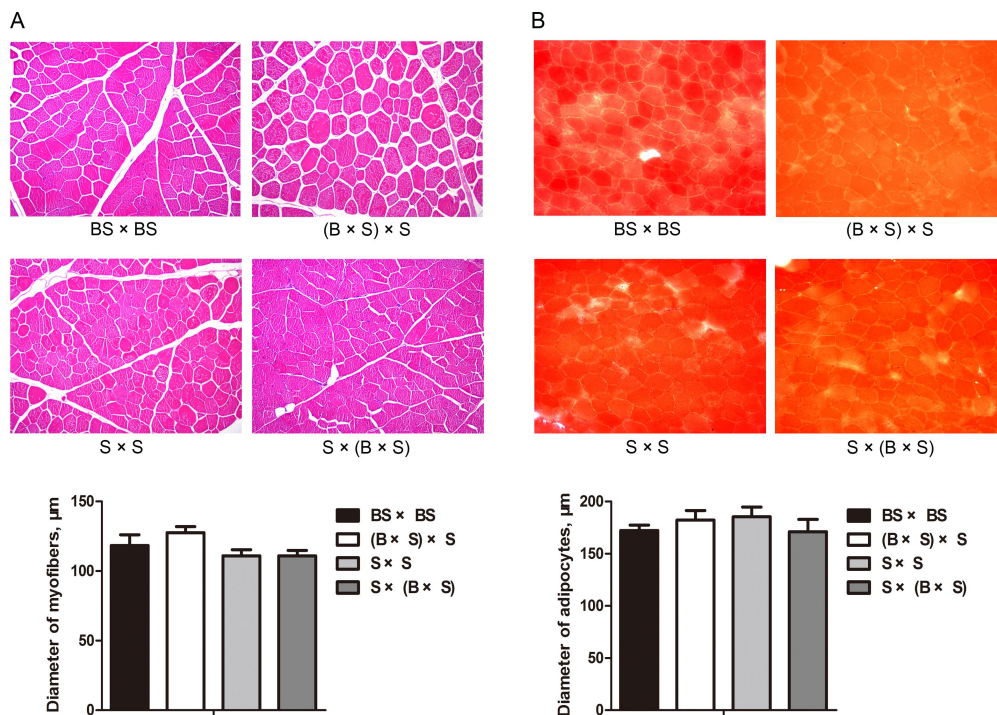 A
BS × BS
(B × S) × S
S × S
S × (B × S)
Diameter of myofibers, µm
150
100
50
0
BS × BS
(B × S) × S
S × S
S × (B × S)
B
BS × BS
(B × S) × S
S × S
S × (B × S)
Diameter of adipocytes, µm
200
150
100
50
0
BS × BS
(B × S) × S
S × S
S × (B × S)